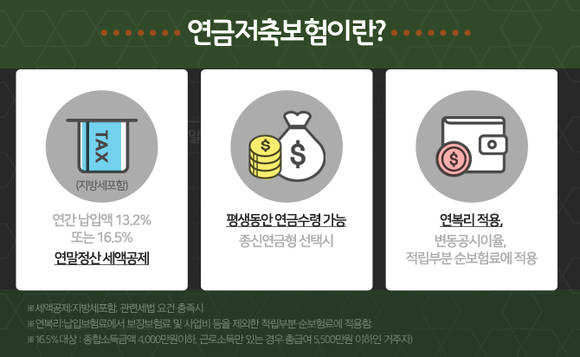 연금저축보험이란?
TAX
(지방세포함)
연간 납입액 13.2%
또는 16.5%
연말정산 세액공제
평생동안 연금수령 가능
종신연금형 선택시
연복리 적용,
변동공시이율,
적립부분 순보험료에 적용
※세액공제:지방세포함, 관련세법 요건 충족시
※연복리:납입보험료에서 보장보험료 및 사업비 등을 제외한 적립부분 순보험료에 적용함
※16.5% 대상 : 종합소득금액 4,000만원이하, 근로소득만 있는 경우 총급여 5,500만원 이하인 거주자)